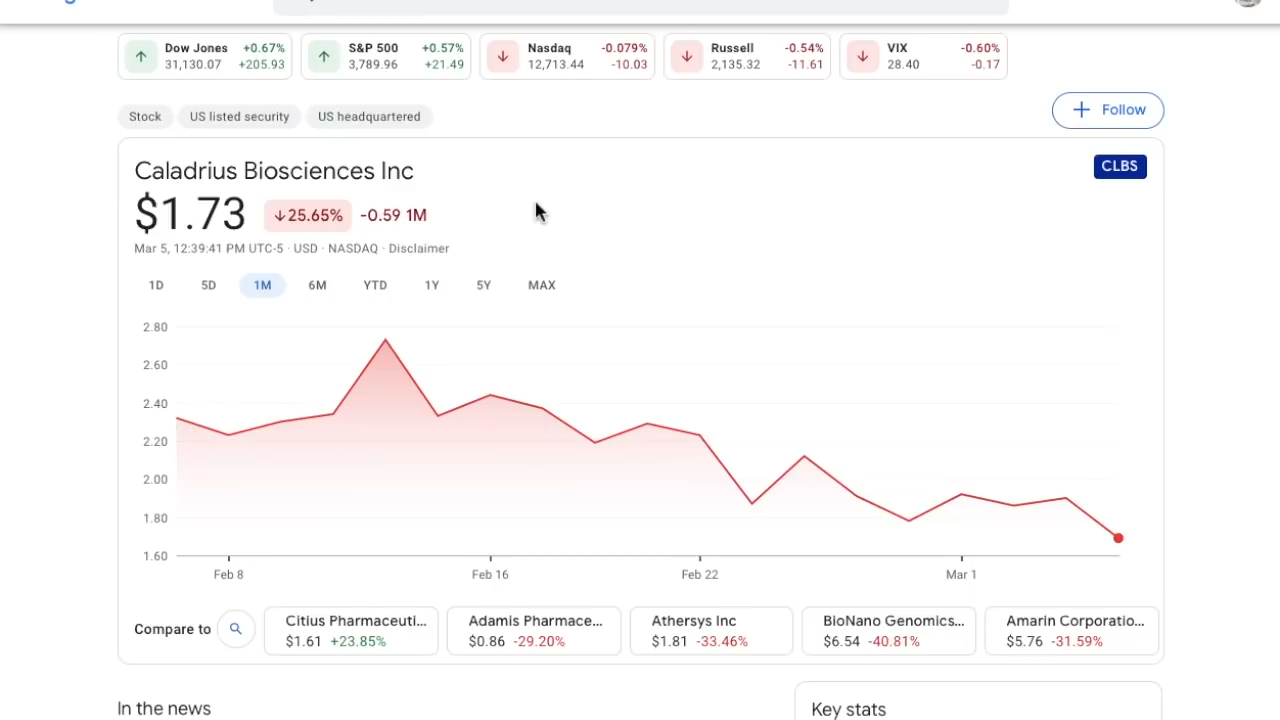 Dow Jones +0.67%
31,130.07 +205.93
S&P 500 +0.57%
3,789.96 +21.49
Nasdaq -0.079%
12,713.44 -10.03
Russell -0.54%
2,135.32 -11.61
VIX -0.60%
28.40 -0.17
Stock
US listed security
US headquartered
Follow
Caladrius Biosciences Inc
CLBS
$1.73 25.65% -0.59 1M
Mar 5, 12:39:41 PM UTC-5 · USD · NASDAQ · Disclaimer
1D 5D 1M 6M YTD 1Y 5Y MAX
2.80
2.60
2.40
2.20
2.00
1.80
1.60
Feb 8 Feb 16 Feb 22 Mar 1
Compare to
Citius Pharmaceuti...
$1.61 +23.85%
Adamis Pharmace...
$0.86 -29.20%
Athersys Inc
$1.81 -33.46%
BioNano Genomics...
$6.54 -40.81%
Amarin Corporatio...
$5.76 -31.59%
In the news
Key stats